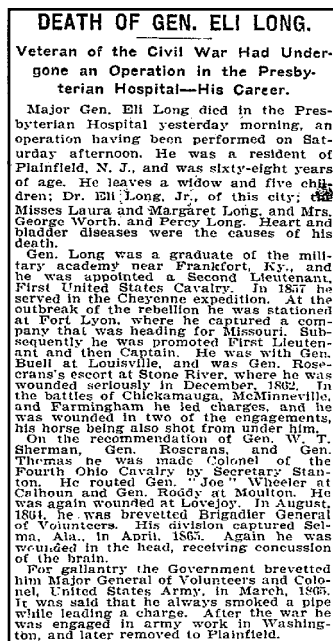 DEATH OF GEN. ELI LONG.
Veteran of the Civil War Had Under-
gone an Operation in the Presby-
terian Hospital—His Career.
Major Gen. Eli Long died in the Pres-
byterian Hospital yesterday morning, an
operation having been performed on Sat-
urday afternoon. He was a resident of
Plainfield, N. J., and was sixty-eight years
of age. He leaves a widow and five chil-
dren; Dr. Eli Long, Jr., of this city; the
Misses Laura and Margaret Long, and Mrs.
George Worth, and Percy Long. Heart and
bladder diseases were the causes of his
death.
Gen. Long was a graduate of the mili-
tary academy near Frankfort, Ky., and
he was appointed a Second Lieutenant,
First United States Cavalry. In 1857 he
served in the Cheyenne expedition. At the
outbreak of the rebellion he was stationed
at Fort Lyon, where he captured a com-
pany that was heading for Missouri. Sub-
sequently he was promoted First Lieuten-
ant and then Captain. He was with Gen.
Buell at Louisville, and was Gen. Rose-
crans's escort at Stone River, where he was
wounded seriously in December, 1862. In
the battles of Chickamauga, McMinneville,
and Farmingham he led charges, and he
was wounded in two of the engagements,
his horse being also shot from under him.
On the recommendation of Gen. W. T.
Sherman, Gen. Roscrans, and Gen.
Thomas he was made Colonel of the
Fourth Ohio Cavalry by Secretary Stan-
ton. He routed Gen. "Joe" Wheeler at
Calhoun and Gen. Roddy at Moulton. He
was again wounded at Lovejoy. In August,
1864, he was brevetted Brigadier General
of Volunteers. His division captured Sel-
ma, Ala., in April, 1865. Again he was
wounded in the head, receiving concussion
of the brain.
For gallantry the Government brevetted
him Major General of Volunteers and Colo-
nel, United States Army, in March, 1865.
It was said that he always smoked a pipe
while leading a charge. After the war he
was engaged in army work in Washing-
ton, and later removed to Plainfield.